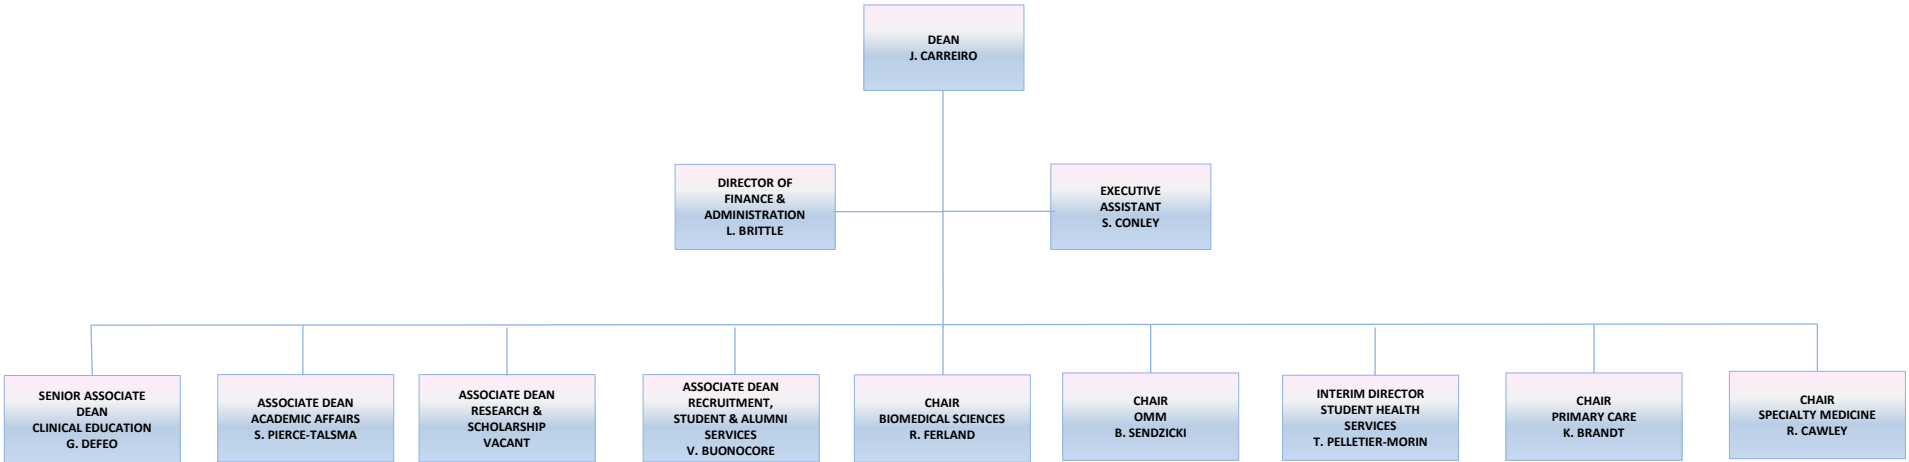 DEAN
J. CARREIRO
DIRECTOR OF
FINANCE &
ADMINISTRATION
L. BRITTLE
EXECUTIVE
ASSISTANT
S. CONLEY
SENIOR ASSOCIATE
DEAN
CLINICAL EDUCATION
G. DEFEO
ASSOCIATE DEAN
ACADEMIC AFFAIRS
S. PIERCE-TALSMA
ASSOCIATE DEAN
RESEARCH &
SCHOLARSHIP
VACANT
ASSOCIATE DEAN
RECRUITMENT,
STUDENT & ALUMNI
SERVICES
V. BUONOCORE
CHAIR
BIOMEDICAL SCIENCES
R. FERLAND
CHAIR
OMM
B. SENDZICKI
INTERIM DIRECTOR
STUDENT HEALTH
SERVICES
T. PELLETIER-MORIN
CHAIR
PRIMARY CARE
K. BRANDT
CHAIR
SPECIALTY MEDICINE
R. CAWLEY